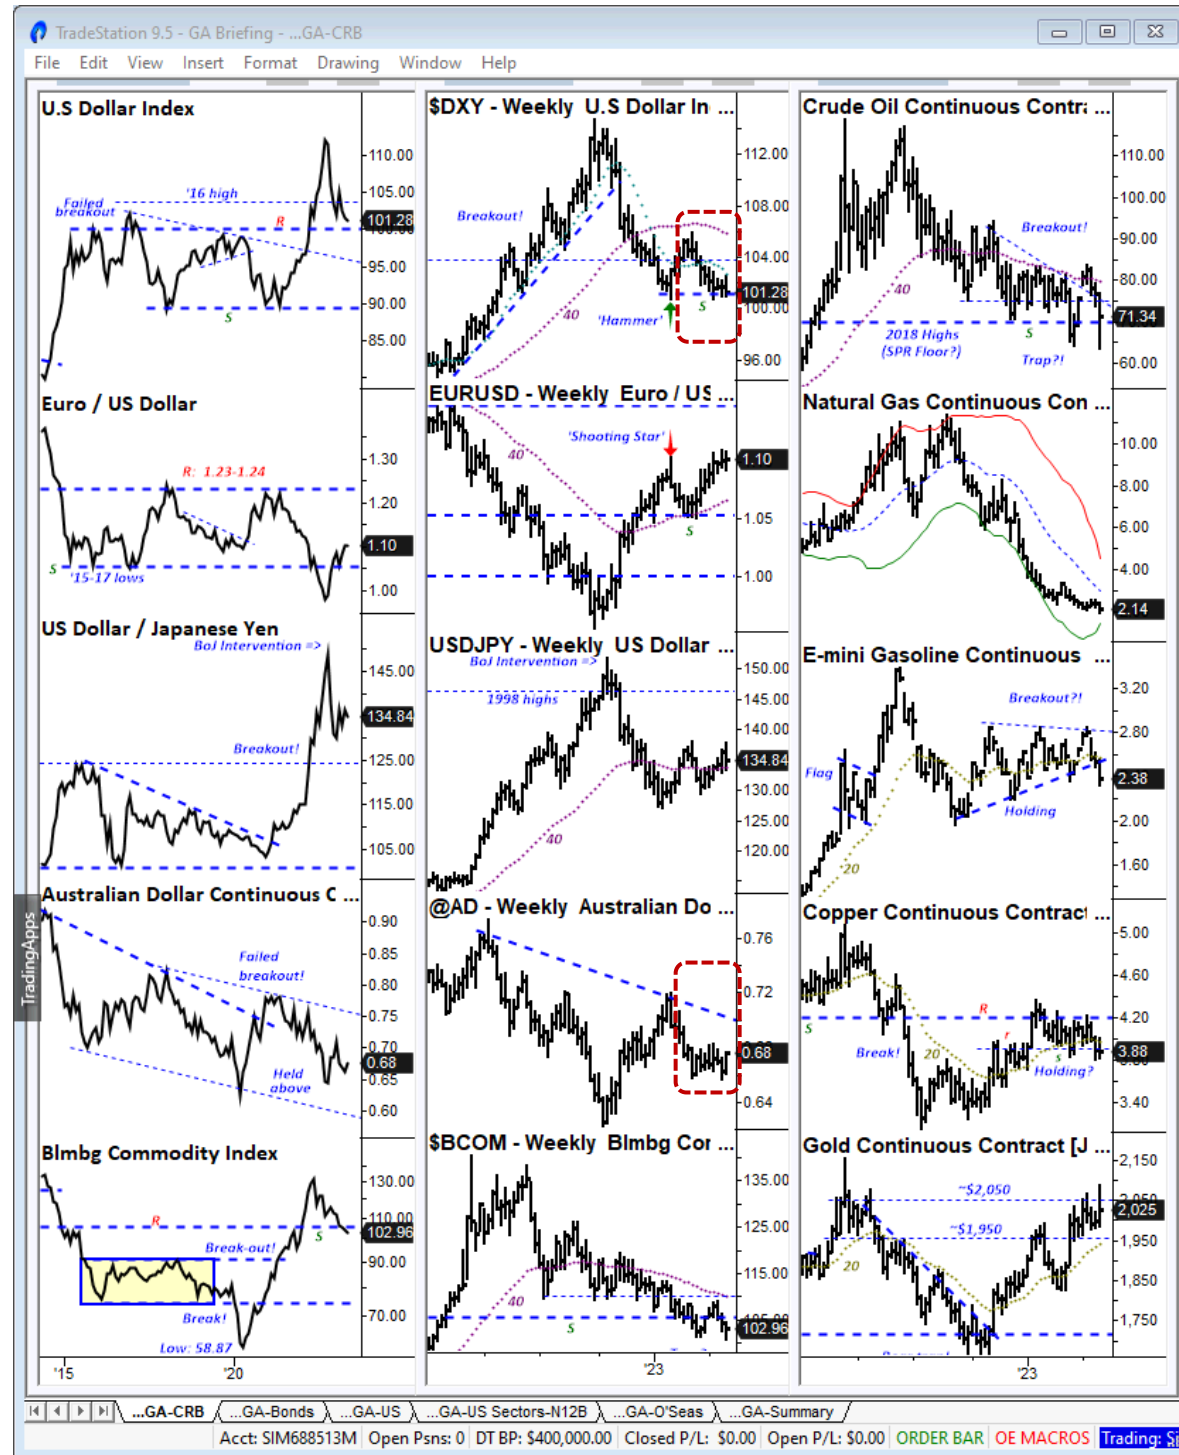 TradeStation 9.5 - GA Briefing - ...GA-CRB
File Edit View Insert Format Drawing Window Help
U.S Dollar Index
'16 high
Failed
breakout
R
S
110.00
105.00
101.28
100.00
95.00
90.00
85.00
Euro / US Dollar
R: 1.23-1.24
S
'15-17 lows
1.30
1.20
1.10
1.00
US Dollar / Japanese Yen
BoJ Intervention =>
Breakout!
145.00
134.84
125.00
115.00
105.00
Australian Dollar Continuous C ...
Failed
breakout!
Held
above
0.90
0.85
0.80
0.75
0.70
0.68
0.65
0.60
Blmbg Commodity Index
R
S
Break-out!
Break!
Low: 58.87
130.00
110.00
102.96
90.00
70.00
'15 '20
$DXY - Weekly U.S Dollar In ...
Breakout!
40
'Hammer'
S
112.00
108.00
104.00
101.28
100.00
96.00
EURUSD - Weekly Euro / US ...
'Shooting Star'
40
S
1.10
1.05
1.00
USDJPY - Weekly US Dollar ...
BoJ Intervention =>
1998 highs
40
150.00
145.00
140.00
134.84
130.00
125.00
120.00
@AD - Weekly Australian Do ...
0.76
0.72
0.68
0.64
$BCOM - Weekly Blmbg Cor ...
40
S
135.00
125.00
115.00
105.00
102.96
'23
Crude Oil Continuous Contra ...
Breakout!
40
2018 Highs
(SPR Floor?)
S
Trap?!
110.00
100.00
90.00
80.00
71.34
60.00
Natural Gas Continuous Con ...
10.00
8.00
6.00
4.00
2.14
E-mini Gasoline Continuous ...
Breakout?!
Flag
Holding
20
3.20
2.80
2.38
2.00
1.60
Copper Continuous Contract ...
R
S
r
Break!
20
s
Holding?
5.00
4.60
4.20
3.88
3.40
Gold Continuous Contract [J ...
~$2,050
~$1,950
20
2,150
2,050
2,025
1,950
1,850
1,750
'23
TradingApps
...GA-CRB ...GA-Bonds ...GA-US ...GA-US Sectors-N12B ...GA-O'Seas ...GA-Summary
Acct: SIM688513M Open Psns: 0 DT BP: $400,000.00 Closed P/L: $0.00 Open P/L: $0.00 ORDER BAR OE MACROS Trading: